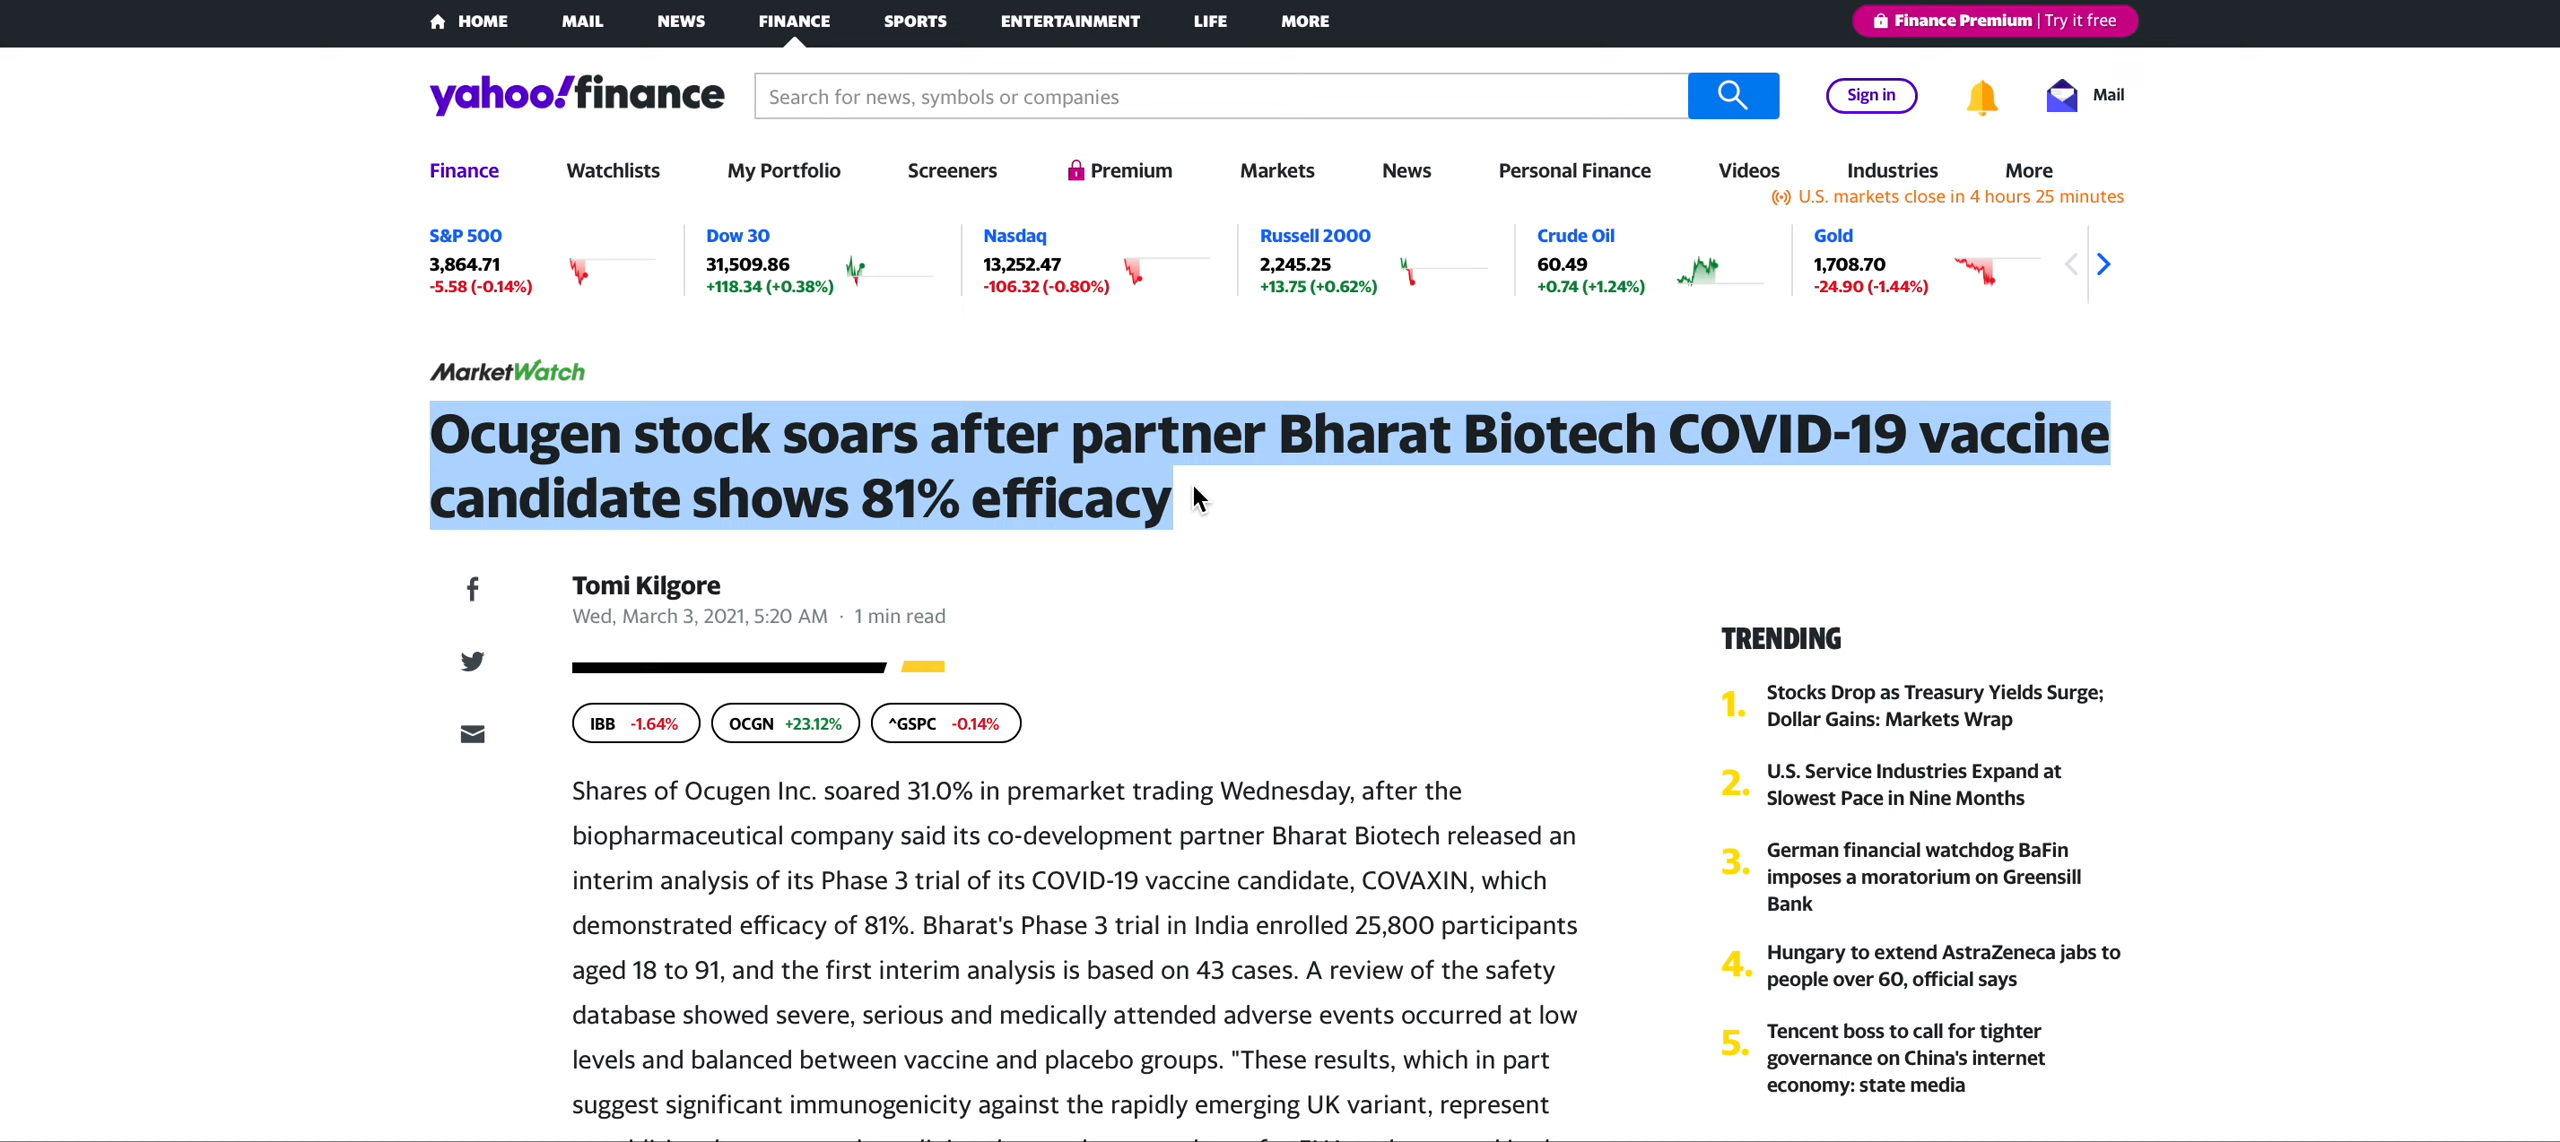 HOME MAIL NEWS FINANCE SPORTS ENTERTAINMENT LIFE MORE Finance Premium | Try it free
yahoo!finance Search for news, symbols or companies Sign in Mail
Finance Watchlists My Portfolio Screeners Premium Markets News Personal Finance Videos Industries More
U.S. markets close in 4 hours 25 minutes
S&P 500 Dow 30 Nasdaq Russell 2000 Crude Oil Gold
3,864.71 31,509.86 13,252.47 2,245.25 60.49 1,708.70
-5.58 (-0.14%) +118.34 (+0.38%) -106.32 (-0.80%) +13.75 (+0.62%) +0.74 (+1.24%) -24.90 (-1.44%)
MarketWatch
Ocugen stock soars after partner Bharat Biotech COVID-19 vaccine
candidate shows 81% efficacy
Tomi Kilgore
Wed, March 3, 2021, 5:20 AM · 1 min read
IBB -1.64% OCGN +23.12% ^GSPC -0.14%
Shares of Ocugen Inc. soared 31.0% in premarket trading Wednesday, after the
biopharmaceutical company said its co-development partner Bharat Biotech released an
interim analysis of its Phase 3 trial of its COVID-19 vaccine candidate, COVAXIN, which
demonstrated efficacy of 81%. Bharat's Phase 3 trial in India enrolled 25,800 participants
aged 18 to 91, and the first interim analysis is based on 43 cases. A review of the safety
database showed severe, serious and medically attended adverse events occurred at low
levels and balanced between vaccine and placebo groups. "These results, which in part
suggest significant immunogenicity against the rapidly emerging UK variant, represent
TRENDING
1. Stocks Drop as Treasury Yields Surge;
Dollar Gains: Markets Wrap
2. U.S. Service Industries Expand at
Slowest Pace in Nine Months
3. German financial watchdog BaFin
imposes a moratorium on Greensill
Bank
4. Hungary to extend AstraZeneca jabs to
people over 60, official says
5. Tencent boss to call for tighter
governance on China's internet
economy: state media